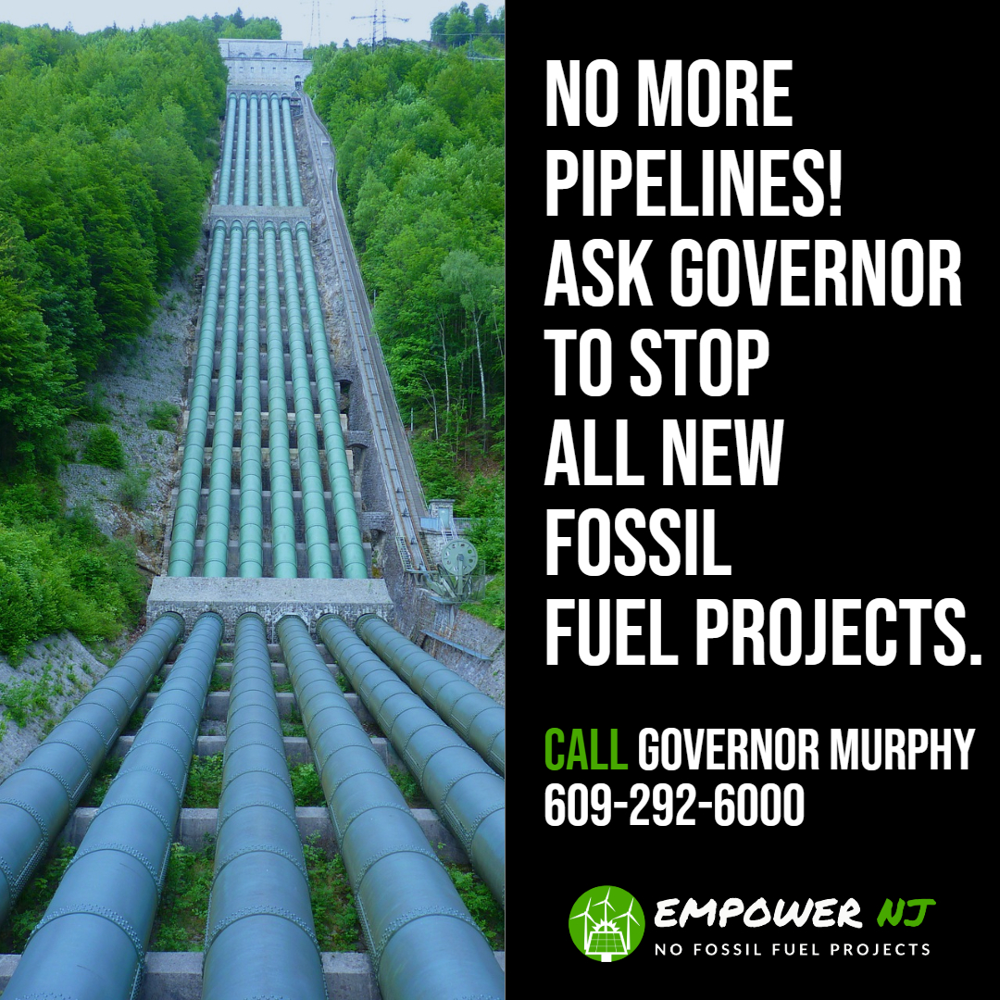 NO MORE
PIPELINES!
ASK GOVERNOR
TO STOP
ALL NEW
FOSSIL
FUEL PROJECTS.
CALL GOVERNOR MURPHY
609-292-6000
EMPOWER NJ
NO FOSSIL FUEL PROJECTS